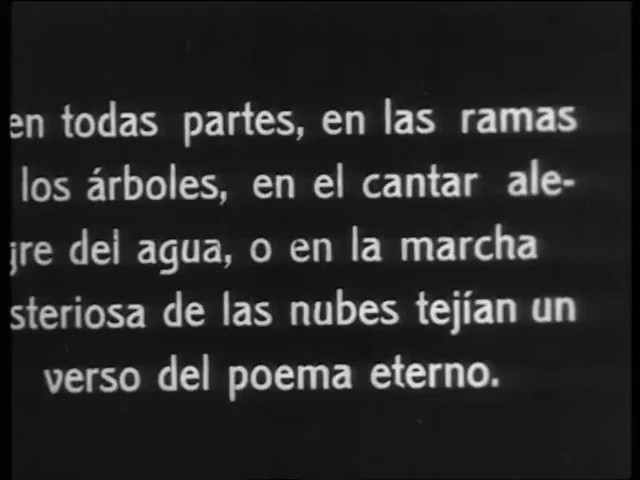 en todas partes, en las ramas
los árboles, en el cantar ale-
gre del agua, o en la marcha
steriosa de las nubes tejían un
verso del poema eterno.